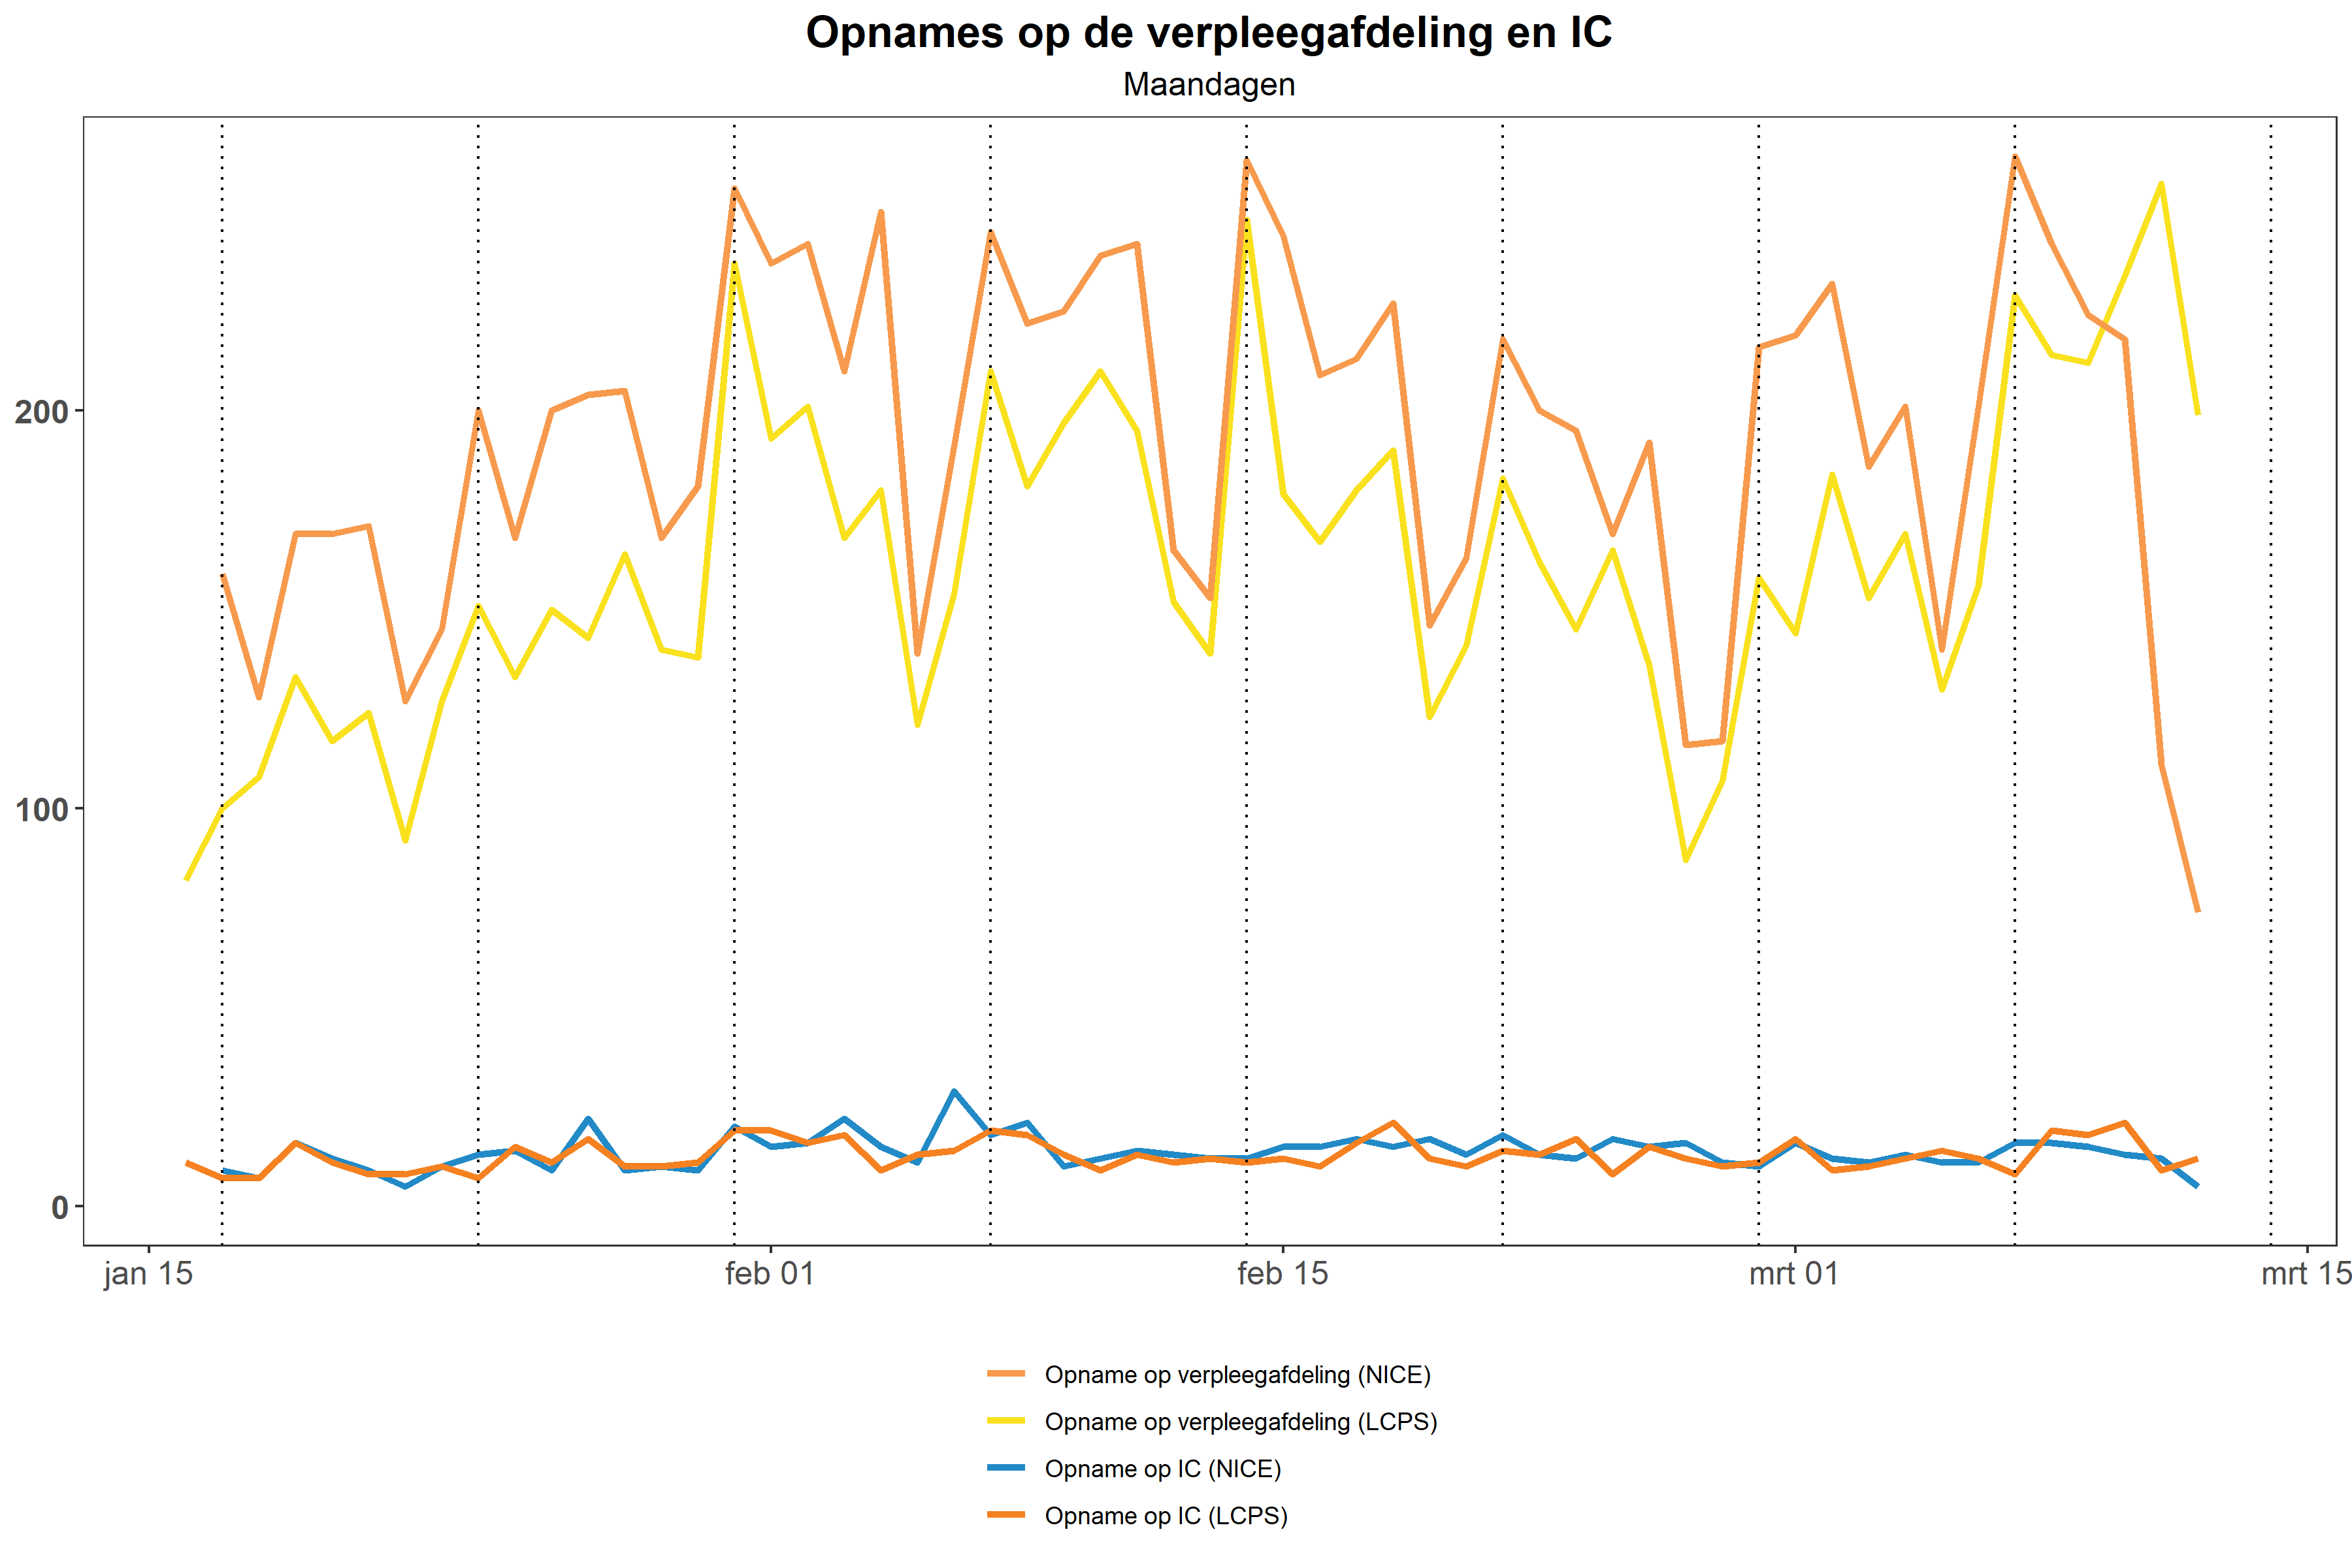 Opnames op de verpleegafdeling en IC
Maandagen
200
100
0
jan 15
feb 01
feb 15
mrt 01
mrt 15
Opname op verpleegafdeling (NICE)
Opname op verpleegafdeling (LCPS)
Opname op IC (NICE)
Opname op IC (LCPS)